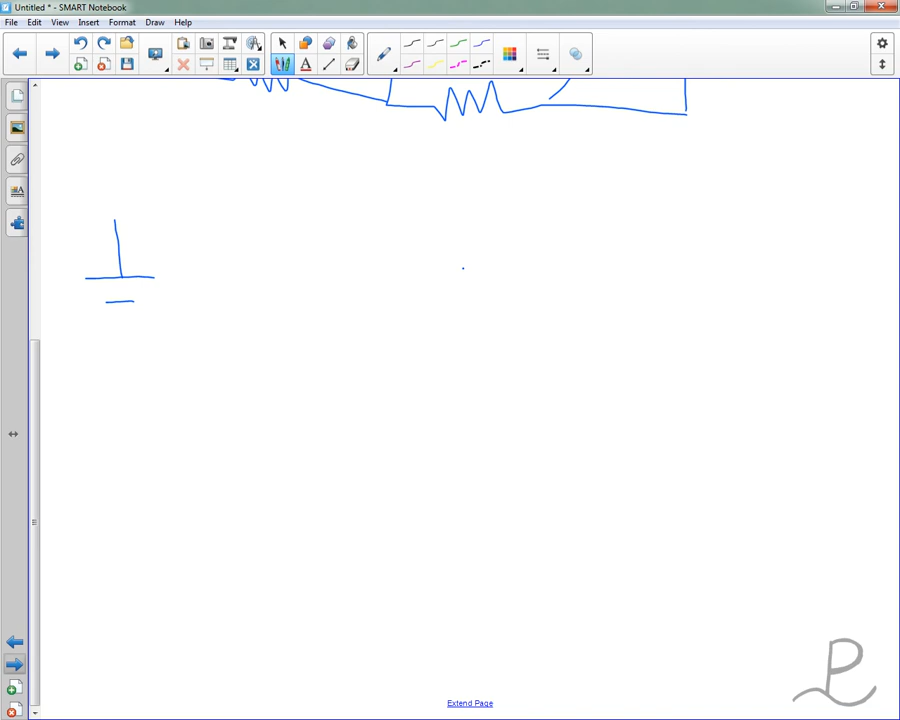 Untitled * - SMART Notebook
File Edit View Insert Format Draw Help
Extend Page